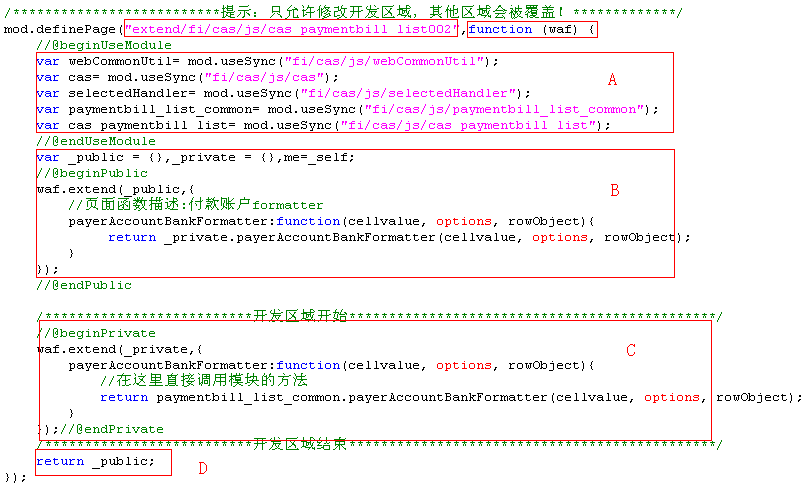 /**************************提示：只允许修改开发区域，其他区域会被覆盖！*************/
mod.definePage("extend/fi/cas/js/cas_paymentbill_list002",function (waf) {
//@beginUseModule
var webCommonUtil= mod.useSync("fi/cas/js/webCommonUtil");
var cas= mod.useSync("fi/cas/js/cas");
A
var selectedHandler= mod.useSync("fi/cas/js/selectedHandler");
var paymentbill_list_common= mod.useSync("fi/cas/js/paymentbill_list_common");
var cas_paymentbill_list= mod.useSync("fi/cas/js/cas_paymentbill_list");
//@endUseModule
var _public = {},_private = {},me=_self;
//@beginPublic
waf.extend(_public,{
B
//页面函数描述:付款账户formatter
payerAccountBankFormatter:function(cellvalue, options, rowObject){
return _private.payerAccountBankFormatter(cellvalue, options, rowObject);
}
});
//@endPublic
/**************************开发区域开始**********************************************/
//@beginPrivate
waf.extend(_private,{
C
payerAccountBankFormatter:function(cellvalue, options, rowObject){
//在这里直接调用模块的方法
return paymentbill_list_common.payerAccountBankFormatter(cellvalue, options, rowObject);
}
});//@endPrivate
/**************************开发区域结束**********************************************/
return _public;
D
});